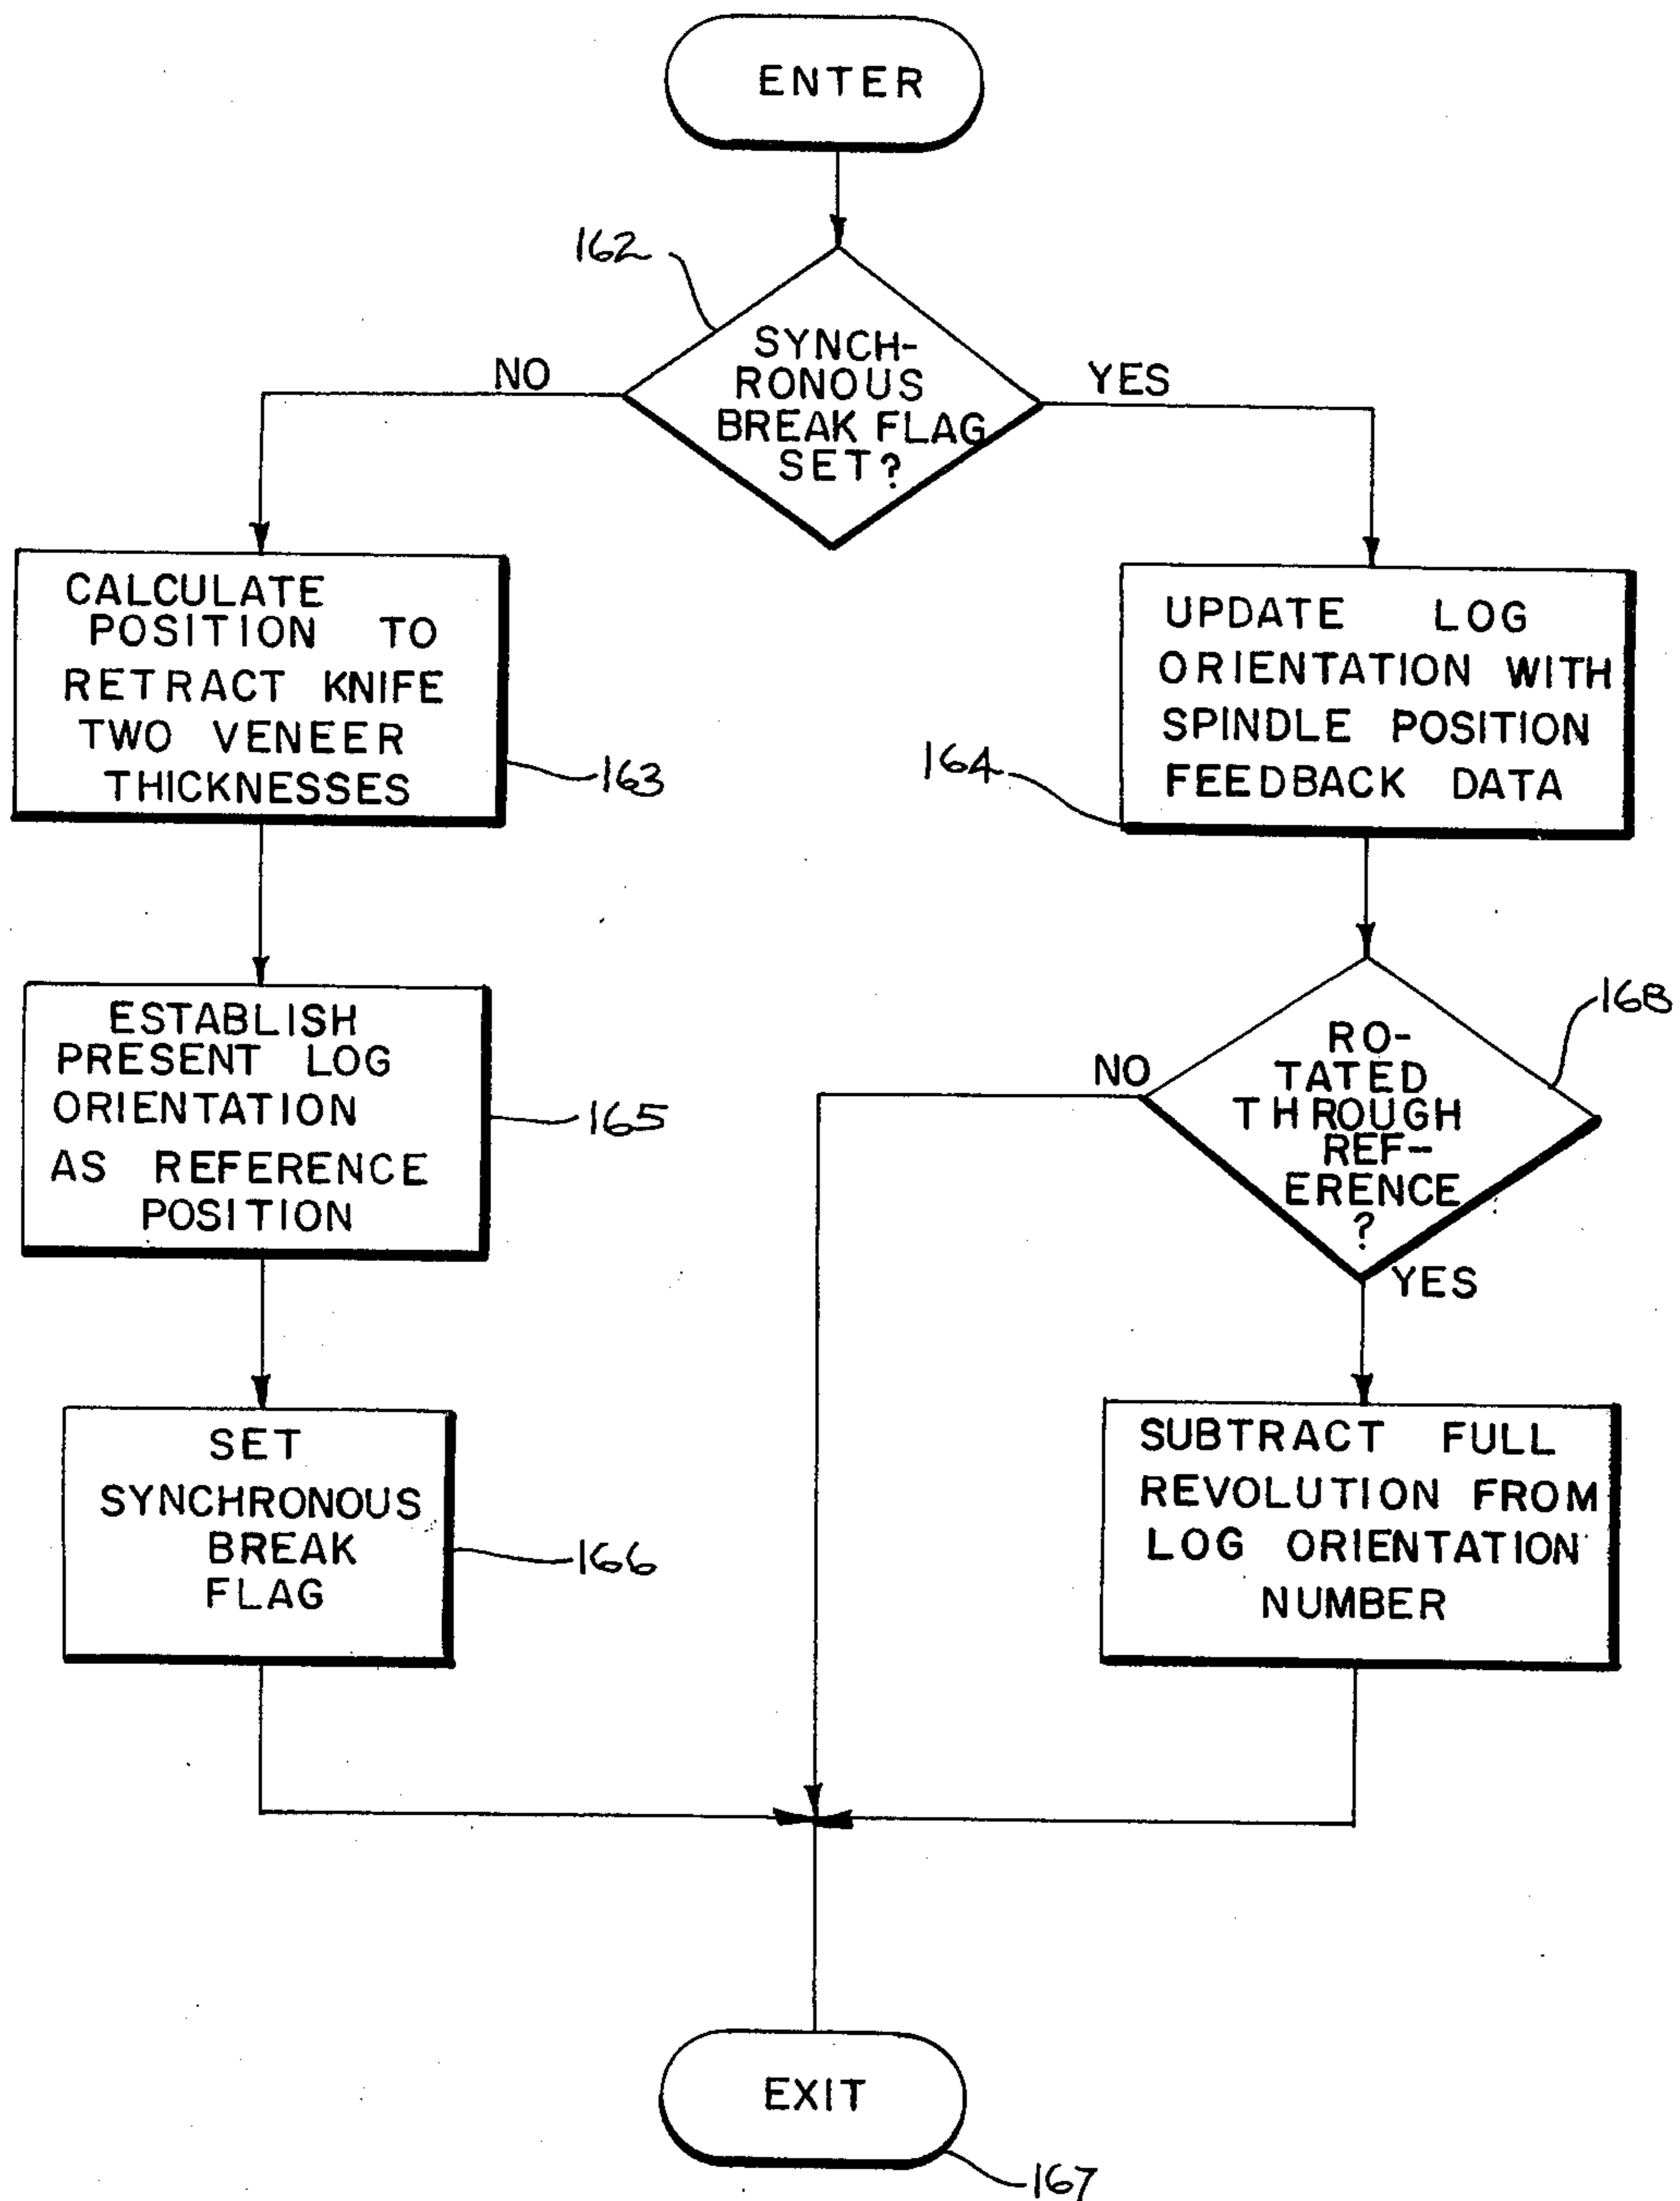 ENTER
162
SYNCH-
RONOUS
BREAK FLAG
SET?
NO
YES
CALCULATE
POSITION TO
RETRACT KNIFE
TWO VENEER
THICKNESSES
163
UPDATE LOG
ORIENTATION WITH
SPINDLE POSITION
FEEDBACK DATA
164
ESTABLISH
PRESENT LOG
ORIENTATION
AS REFERENCE
POSITION
165
RO-
TATED
THROUGH
REF-
ERENCE
?
168
NO
YES
SET
SYNCHRONOUS
BREAK
FLAG
166
SUBTRACT FULL
REVOLUTION FROM
LOG ORIENTATION
NUMBER
EXIT
167